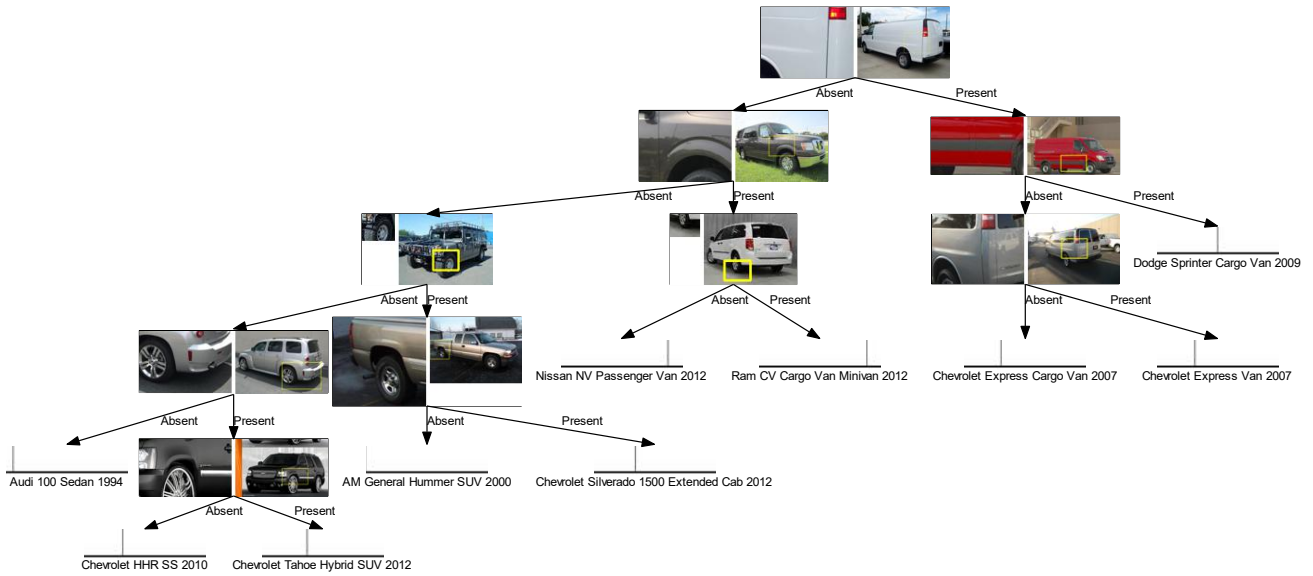 Absent
Present
Absent
Present
Absent
Present
Dodge Sprinter Cargo Van 2009
Absent
Present
Absent
Present
Absent
Present
Nissan NV Passenger Van 2012
Ram CV Cargo Van Minivan 2012
Chevrolet Express Cargo Van 2007
Chevrolet Express Van 2007
Absent
Present
Absent
Present
Audi 100 Sedan 1994
AM General Hummer SUV 2000
Chevrolet Silverado 1500 Extended Cab 2012
Absent
Present
Chevrolet HHR SS 2010
Chevrolet Tahoe Hybrid SUV 2012